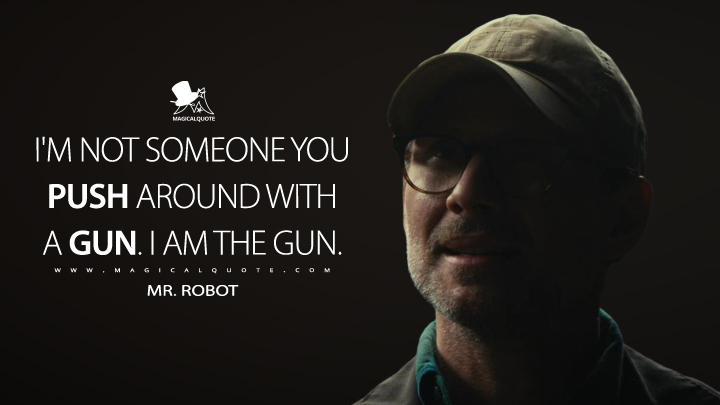 MAGICALQUOTE
I'M NOT SOMEONE YOU
PUSH AROUND WITH
A GUN. I AM THE GUN.
WWW.MAGICALQUOTE.COM
MR. ROBOT